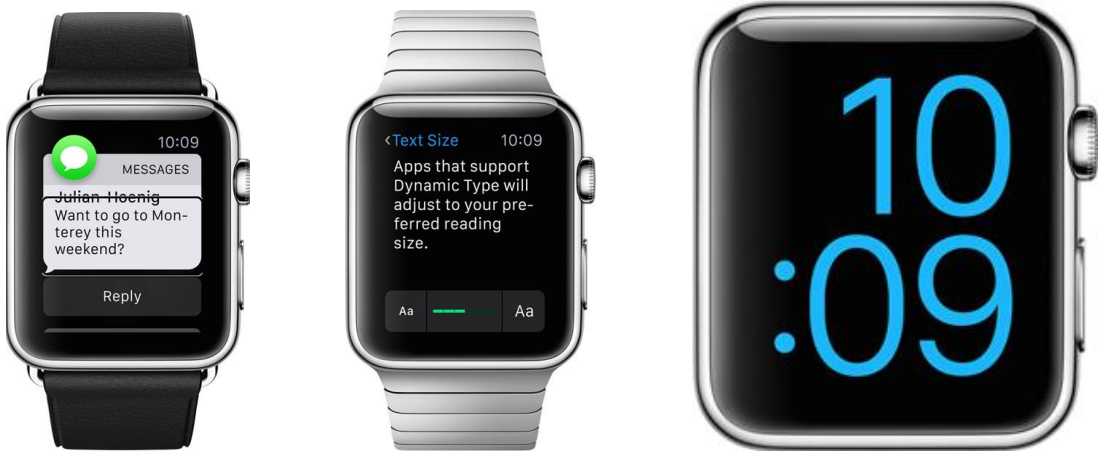 10:09
MESSAGES
Julian Hoenig
Want to go to Mon-
terey this
weekend?
Reply
<Text Size 10:09
Apps that support
Dynamic Type will
adjust to your pre-
ferred reading
size.
Aa Aa
10
:09